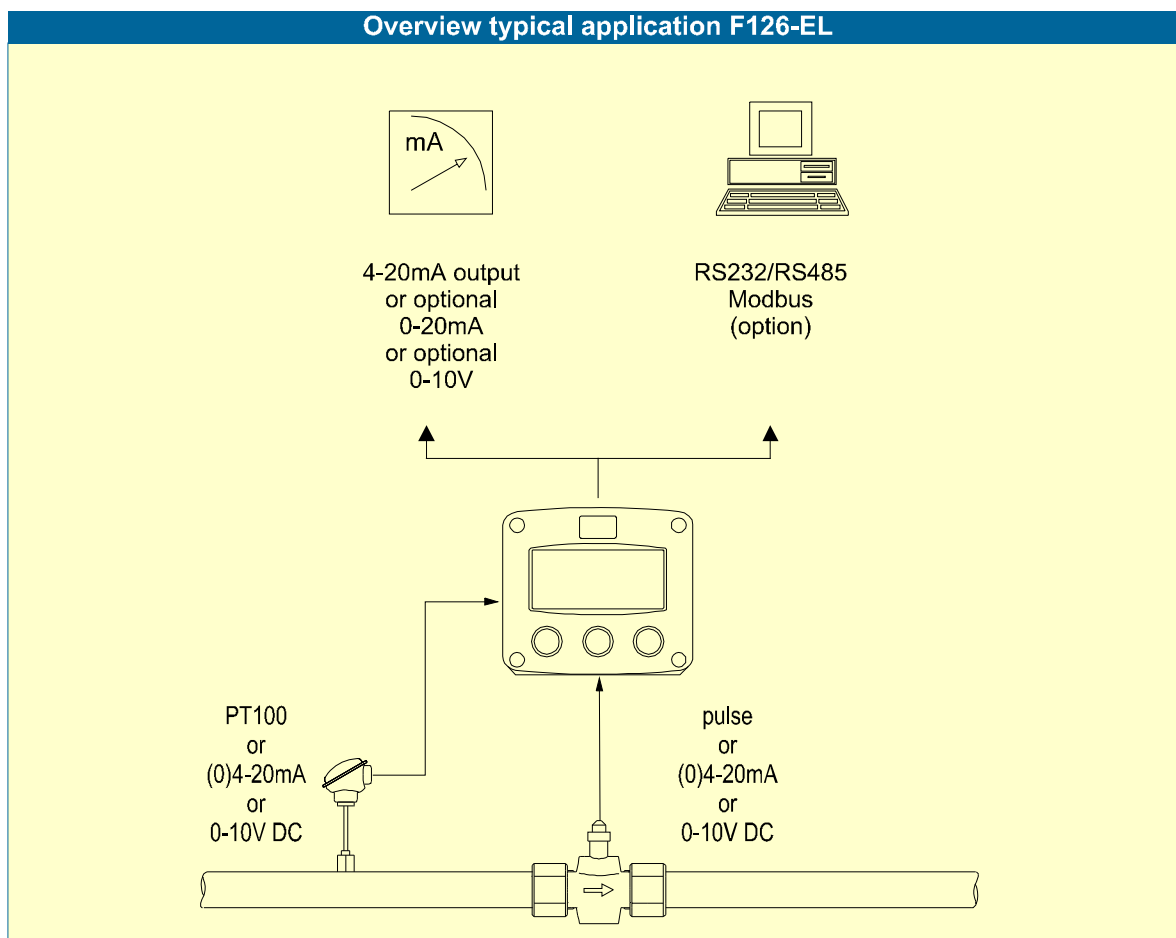 Overview typical application F126-EL
mA
4-20mA output
or optional
0-20mA
or optional
0-10V
RS232/RS485
Modbus
(option)
PT100
or
(0)4-20mA
or
0-10V DC
pulse
or
(0)4-20mA
or
0-10V DC